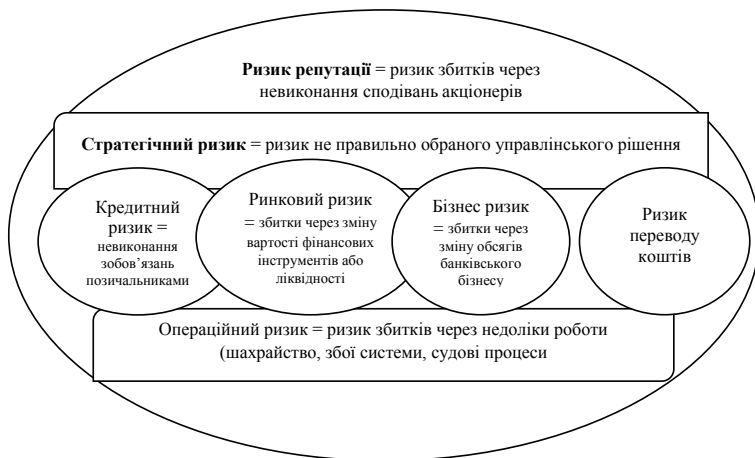 Ризик репутації = ризик збитків через
невиконання сподівань акціонерів
Стратегічний ризик = ризик не правильно обраного управлінського рішення
Кредитний
ризик =
невиконання
зобов’язань
позичальниками
Ринковий ризик
= збитки через зміну
вартості фінансових
інструментів або
ліквідності
Бізнес ризик
= збитки через
зміну обсягів
банківського
бізнесу
Ризик
переводу
коштів
Операційний ризик = ризик збитків через недоліки роботи
(шахрайство, збої системи, судові процеси